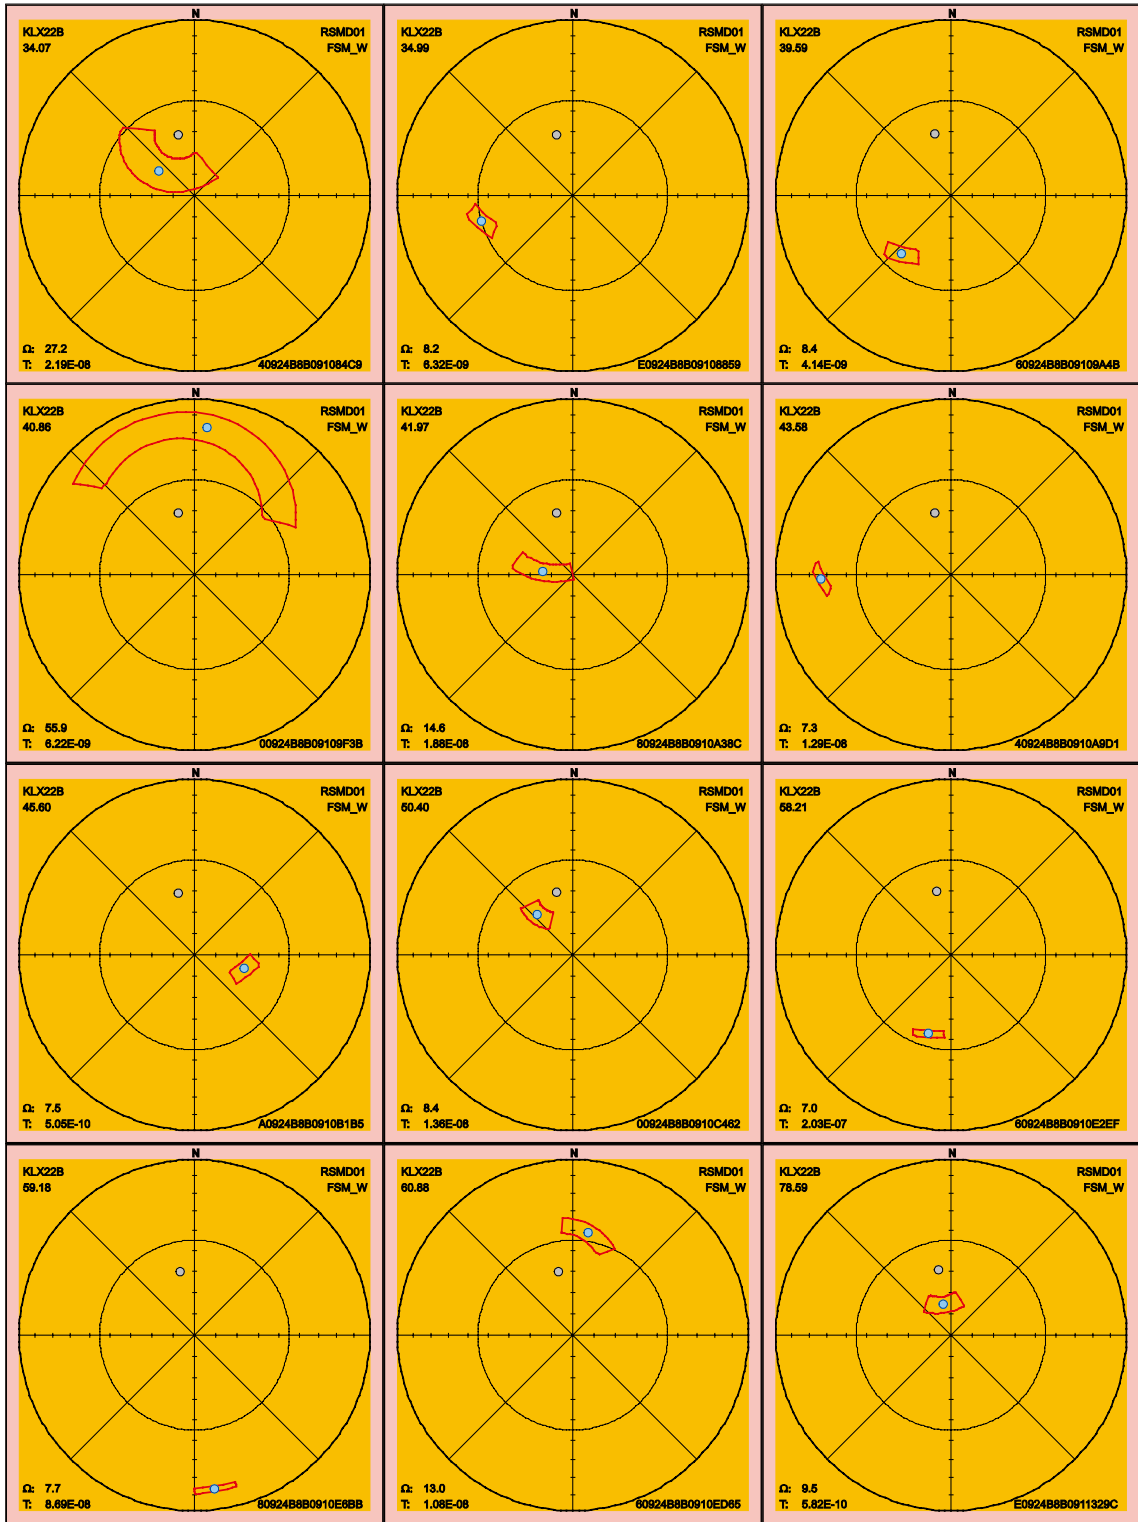 N
KLX22B RSMD01
34.07 FSM_W
Ω: 27.2
T: 2.19E-08 40924B8B091084C9
N
KLX22B RSMD01
34.99 FSM_W
Ω: 8.2
T: 6.32E-09 E0924B8B09108859
N
KLX22B RSMD01
39.59 FSM_W
Ω: 8.4
T: 4.14E-09 60924B8B09109A4B
N
KLX22B RSMD01
40.86 FSM_W
Ω: 55.9
T: 6.22E-09 00924B8B09109F3B
N
KLX22B RSMD01
41.97 FSM_W
Ω: 14.6
T: 1.88E-08 80924B8B0910A38C
N
KLX22B RSMD01
43.58 FSM_W
Ω: 7.3
T: 1.29E-08 40924B8B0910A9D1
N
KLX22B RSMD01
45.60 FSM_W
Ω: 7.5
T: 5.05E-10 A0924B8B0910B1B5
N
KLX22B RSMD01
50.40 FSM_W
Ω: 8.4
T: 1.36E-08 00924B8B0910C462
N
KLX22B RSMD01
58.21 FSM_W
Ω: 7.0
T: 2.03E-07 60924B8B0910E2EF
N
KLX22B RSMD01
59.18 FSM_W
Ω: 7.7
T: 8.69E-08 80924B8B0910E6BB
N
KLX22B RSMD01
60.88 FSM_W
Ω: 13.0
T: 1.08E-08 60924B8B0910ED65
N
KLX22B RSMD01
78.59 FSM_W
Ω: 9.5
T: 5.82E-10 E0924B8B0911329C